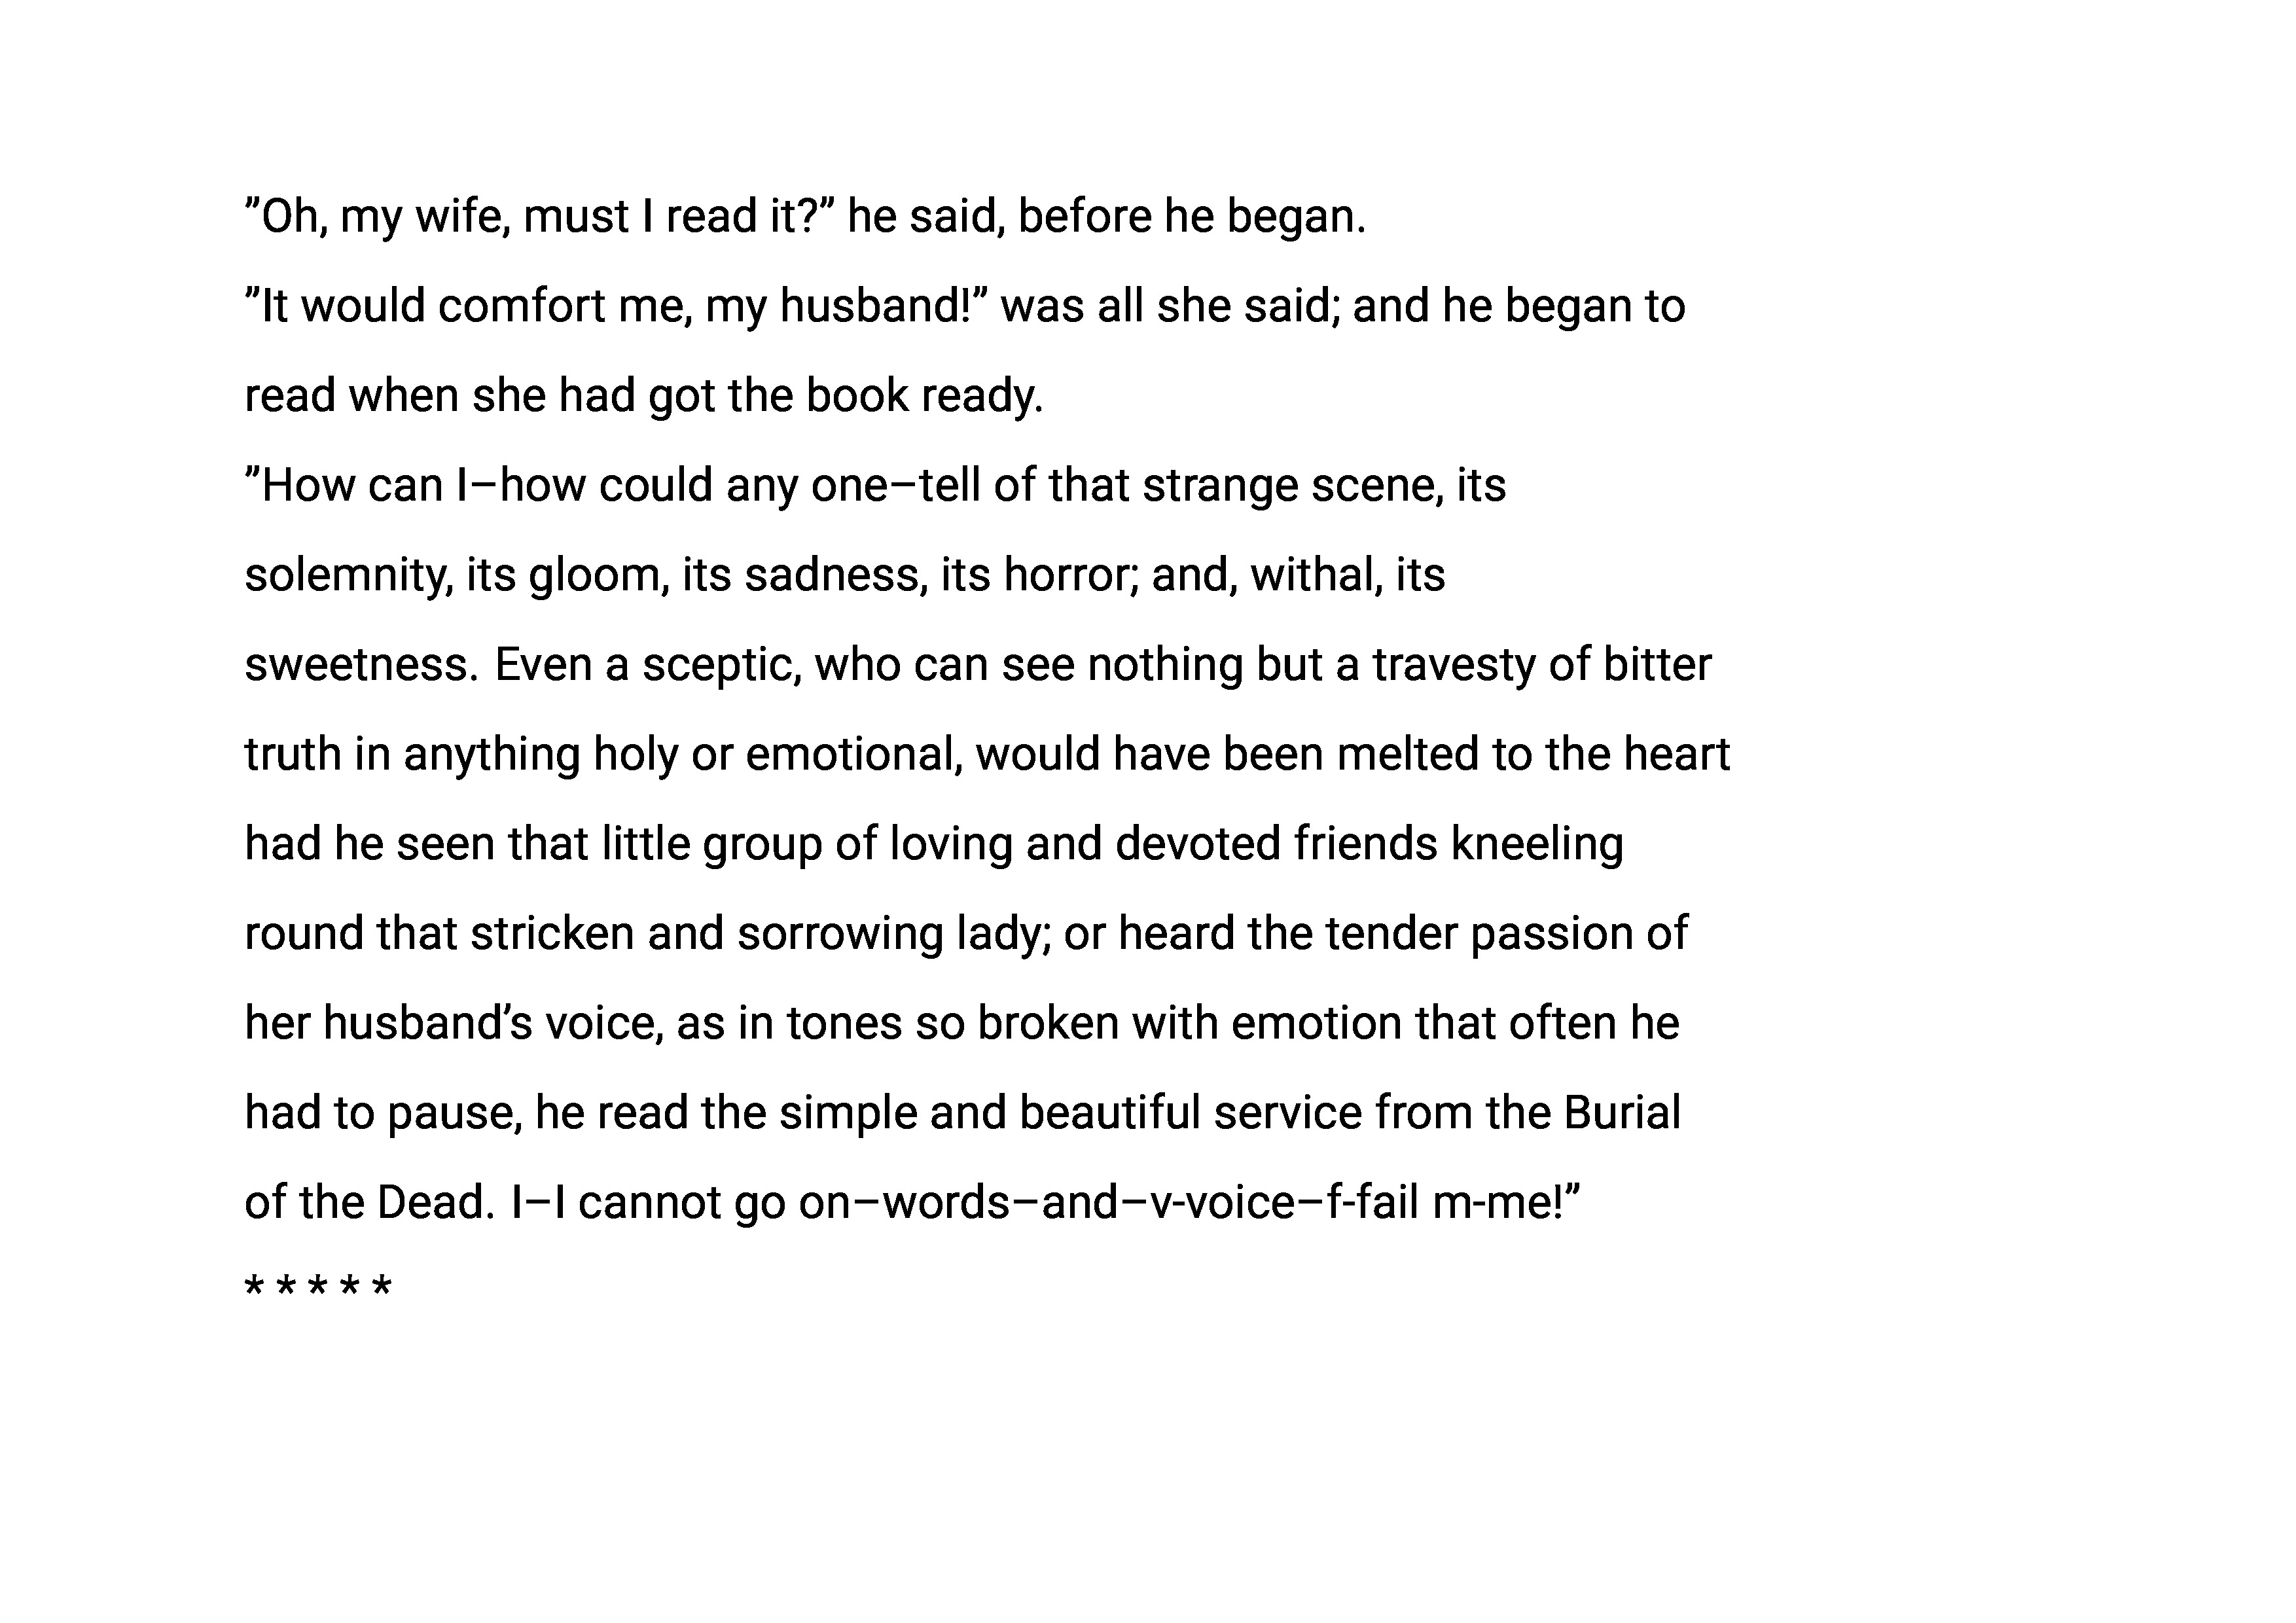 ”Oh, my wife, must I read it?” he said, before he began.
”It would comfort me, my husband!” was all she said; and he began to
read when she had got the book ready.
”How can I–how could any one–tell of that strange scene, its
solemnity, its gloom, its sadness, its horror; and, withal, its
sweetness. Even a sceptic, who can see nothing but a travesty of bitter
truth in anything holy or emotional, would have been melted to the heart
had he seen that little group of loving and devoted friends kneeling
round that stricken and sorrowing lady; or heard the tender passion of
her husband’s voice, as in tones so broken with emotion that often he
had to pause, he read the simple and beautiful service from the Burial
of the Dead. I–I cannot go on–words–and–v-voice–f-fail m-me!”
* * * * *